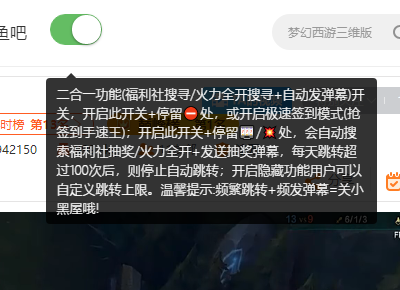 鱼吧
梦幻西游三维版
二合一功能(福利社搜寻/火力全开搜寻+自动发弹幕)开
关，开启此开关+停留⛔处，或开启极速签到模式(抢
签到手速王)；开启此开关+停留🎫/💥处，会自动搜
索福利社抽奖/火力全开+发送抽奖弹幕，每天跳转超
过100次后，则停止自动跳转；开启隐藏功能用户可以
自定义跳转上限。温馨提示:频繁跳转+频发弹幕=关小
黑屋哦!
时榜 第13
942150
13 v 9
6/1/3